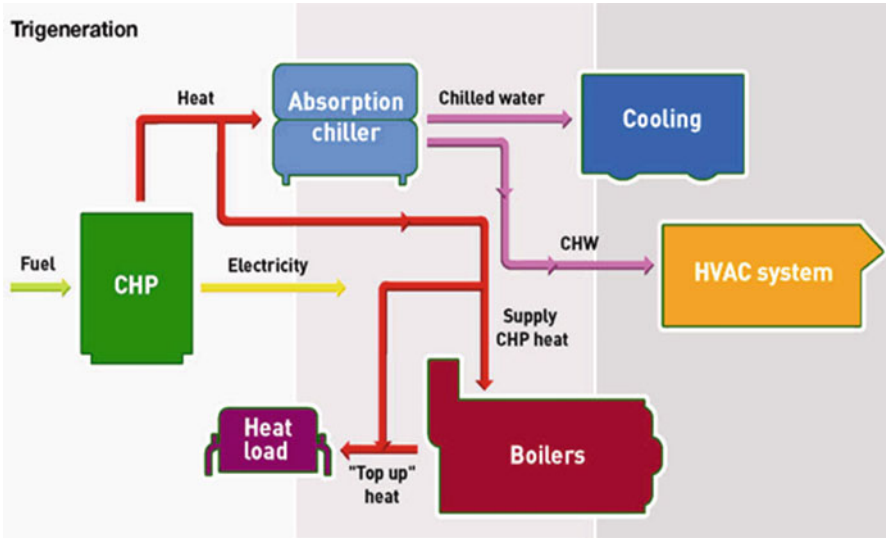 Trigeneration
Heat
Absorption
chiller
Chilled water
Cooling
Fuel
CHP
Electricity
CHW
HVAC system
Supply
CHP heat
Heat
load
"Top up"
heat
Boilers